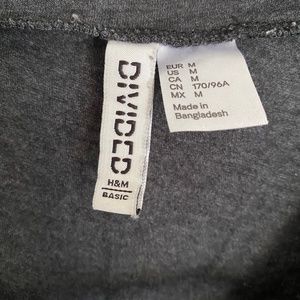 DIVIDED
H&M
BASIC
EUR M
US M
CA M
CN 170/96A
MX M
Made in
Bangladesh